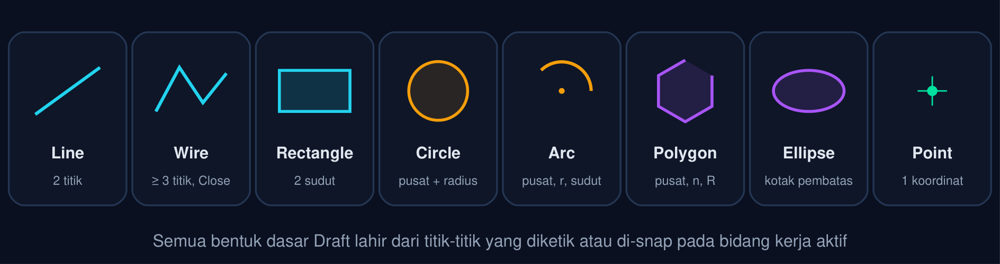 Line
2 titik
Wire
≥ 3 titik, Close
Rectangle
2 sudut
Circle
pusat + radius
Arc
pusat, r, sudut
Polygon
pusat, n, R
Ellipse
kotak pembatas
Point
1 koordinat
Semua bentuk dasar Draft lahir dari titik-titik yang diketik atau di-snap pada bidang kerja aktif